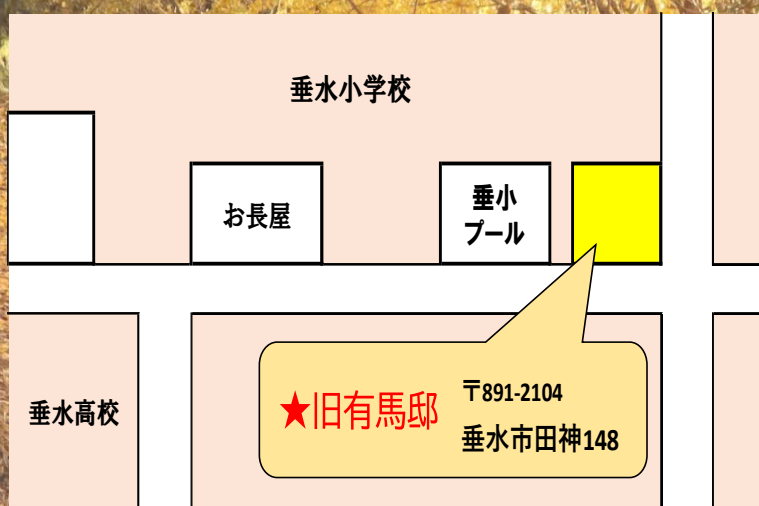 垂水小学校
お長屋
垂小
プール
★旧有馬邸
〒891-2104
垂水市田神148
垂水高校